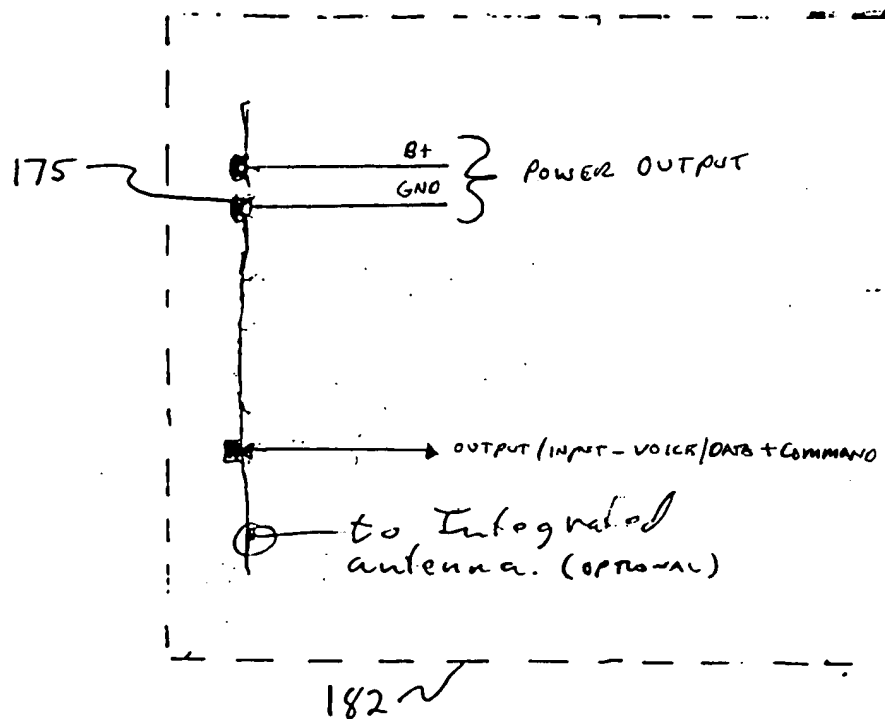 B+
175
POWER OUTPUT
GND
OUTPUT/INPUT - VOICE/DATA + COMMAND
to Integrated
antenna. (OPTIONAL)
182